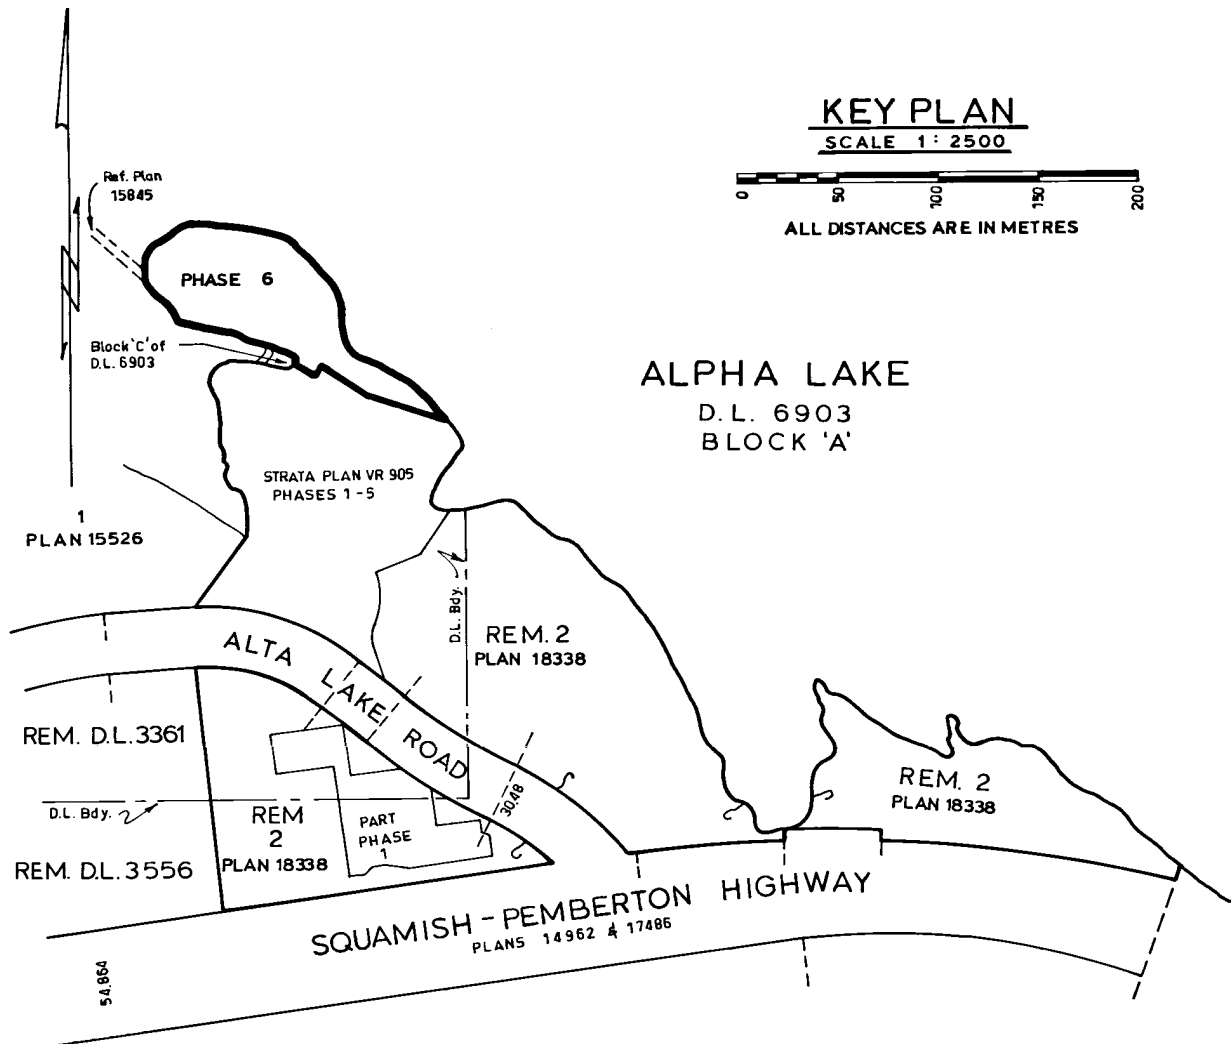 KEY PLAN
SCALE 1:2500
0 50 100 150 200
ALL DISTANCES ARE IN METRES
Ref. Plan
15845
PHASE 6
Block 'C' of
D.L. 6903
ALPHA LAKE
D.L. 6903
BLOCK 'A'
STRATA PLAN VR 905
PHASES 1-5
1
PLAN 15526
D.L. Bdy.
REM. 2
PLAN 18338
ALTA LAKE ROAD
REM. D.L. 3361
30.48
REM. 2
PLAN 18338
D.L. Bdy.
REM
2
PLAN 18338
PART
PHASE
1
REM. D.L. 3556
SQUAMISH - PEMBERTON HIGHWAY
PLANS 14962 & 17486
54.864